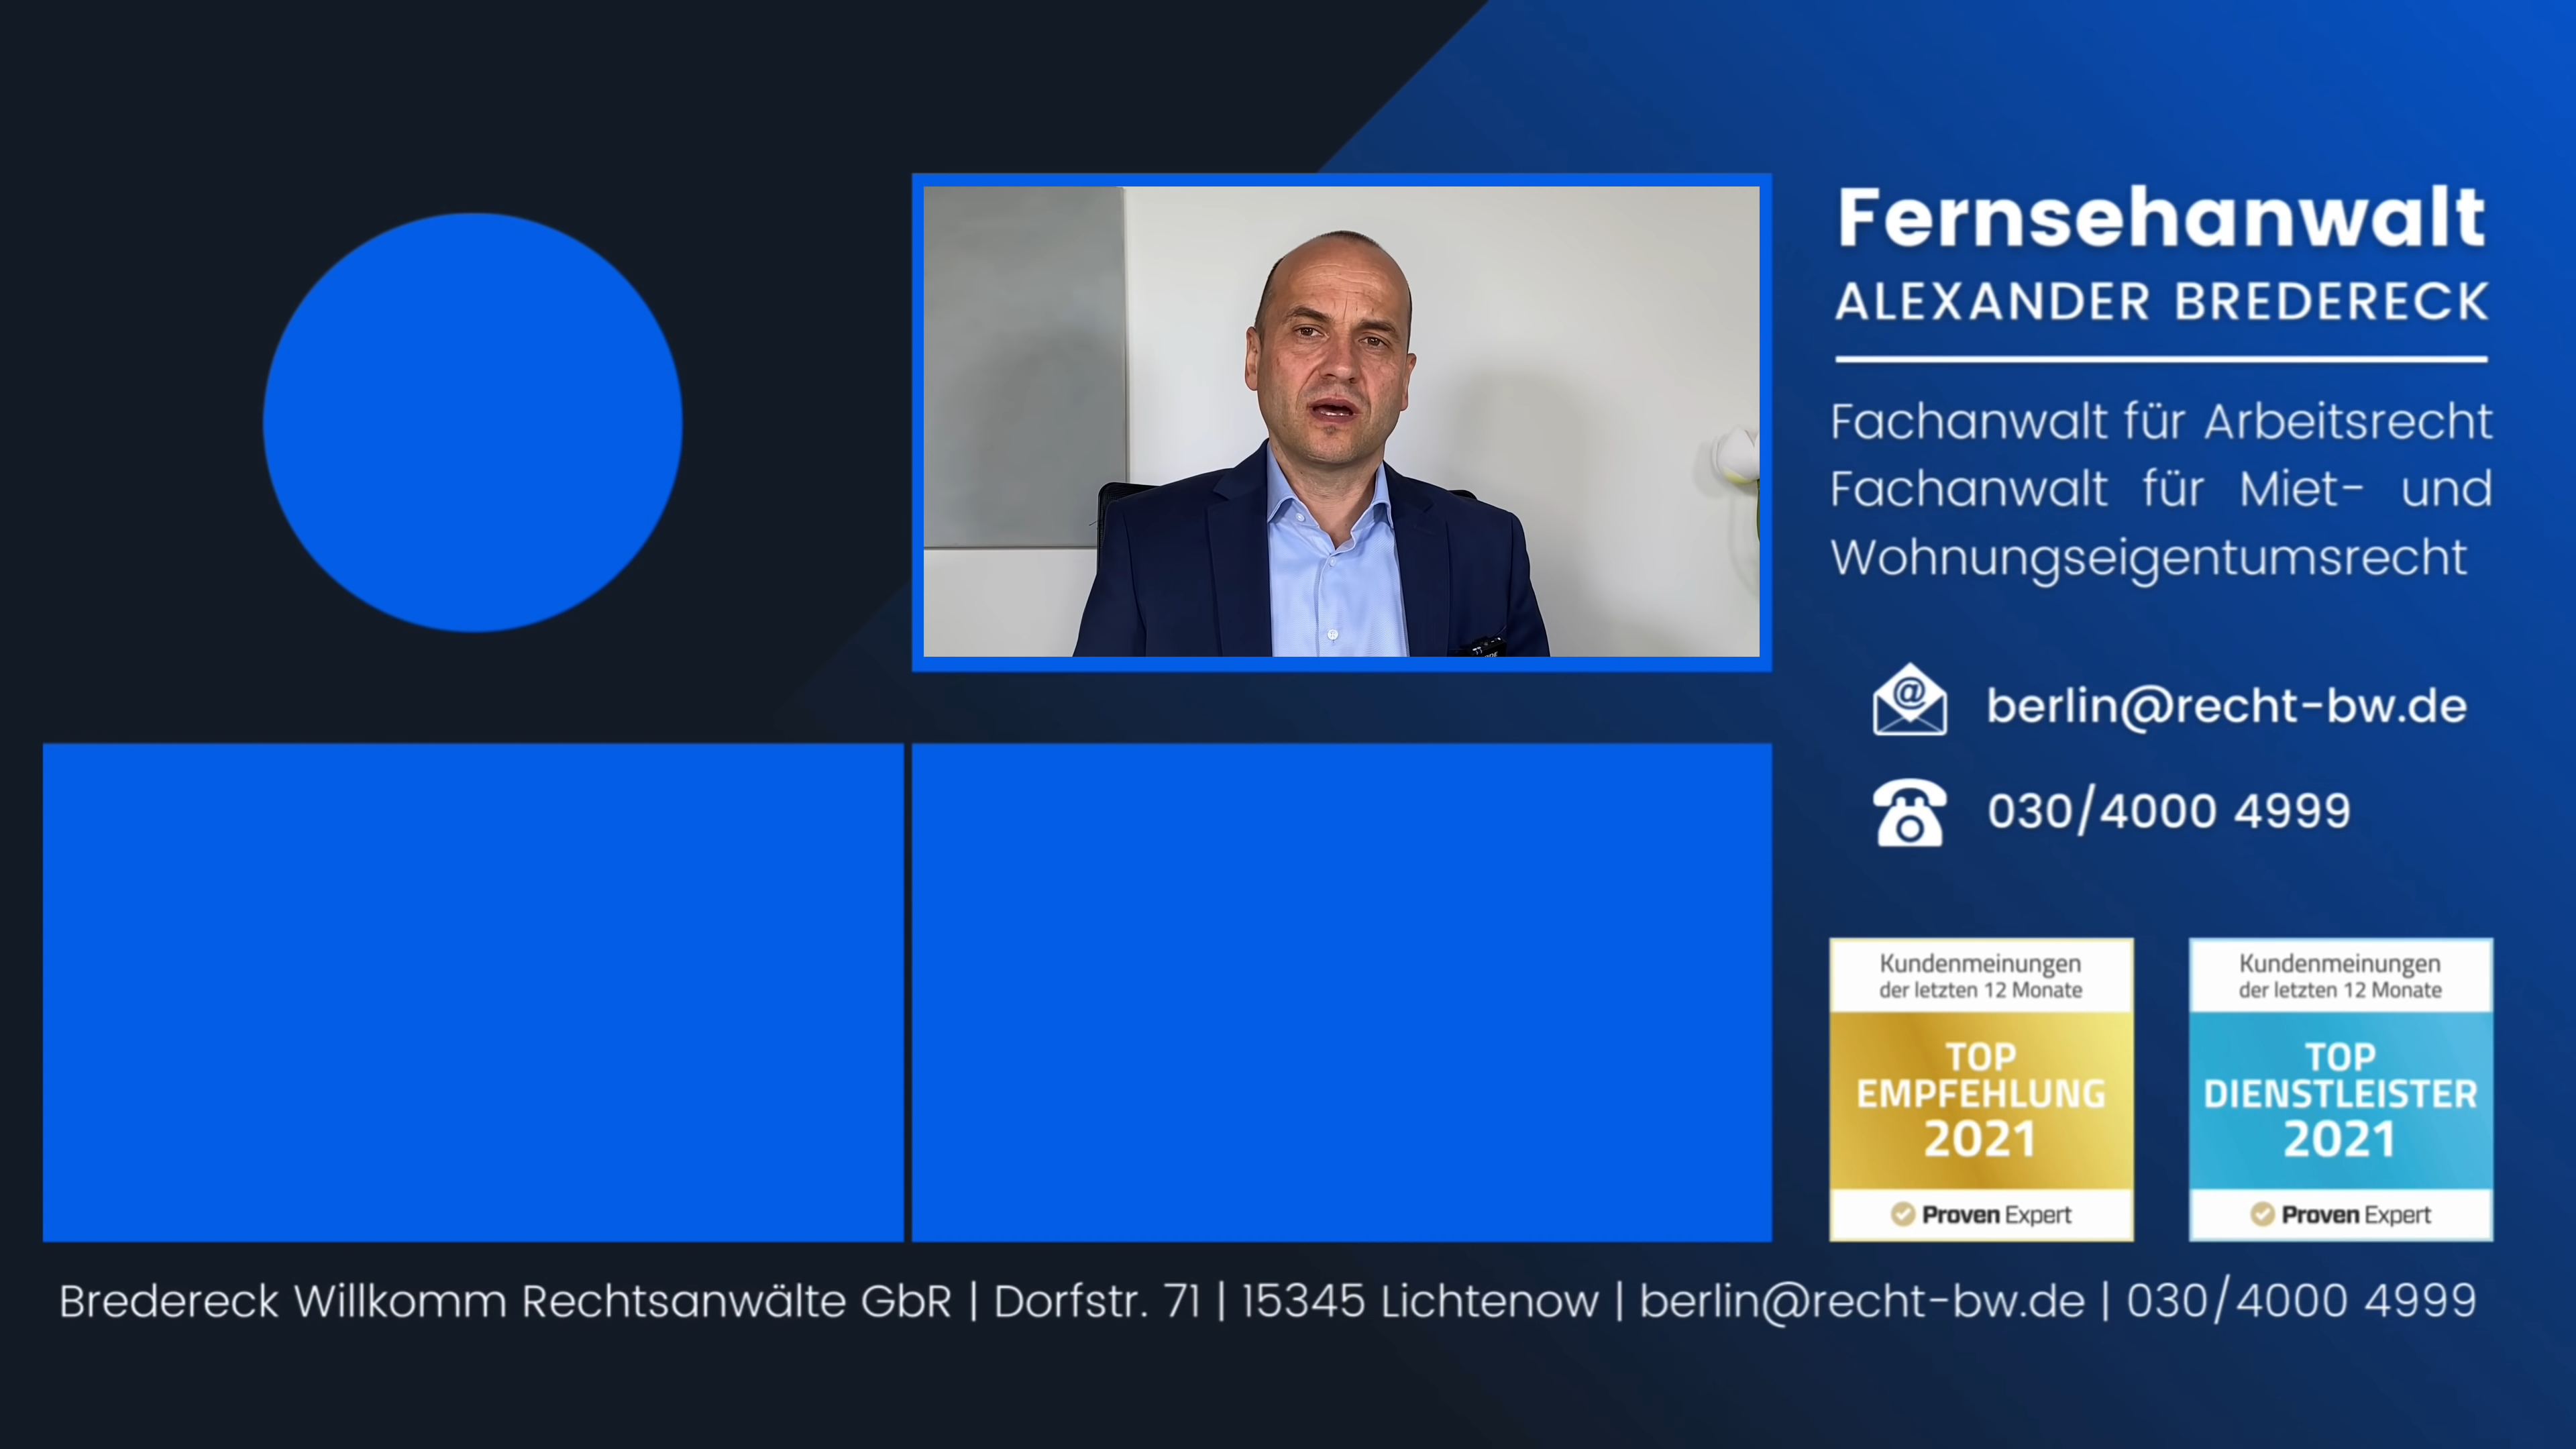 Fernsehanwalt
ALEXANDER BREDERECK
Fachanwalt für Arbeitsrecht
Fachanwalt für Miet- und
Wohnungseigentumsrecht
berlin@recht-bw.de
030/4000 4999
Kundenmeinungen
der letzten 12 Monate
TOP
EMPFEHLUNG
2021
Proven Expert
Kundenmeinungen
der letzten 12 Monate
TOP
DIENSTLEISTER
2021
Proven Expert
Bredereck Willkomm Rechtsanwälte GbR | Dorfstr. 71 | 15345 Lichtenow | berlin@recht-bw.de | 030/4000 4999